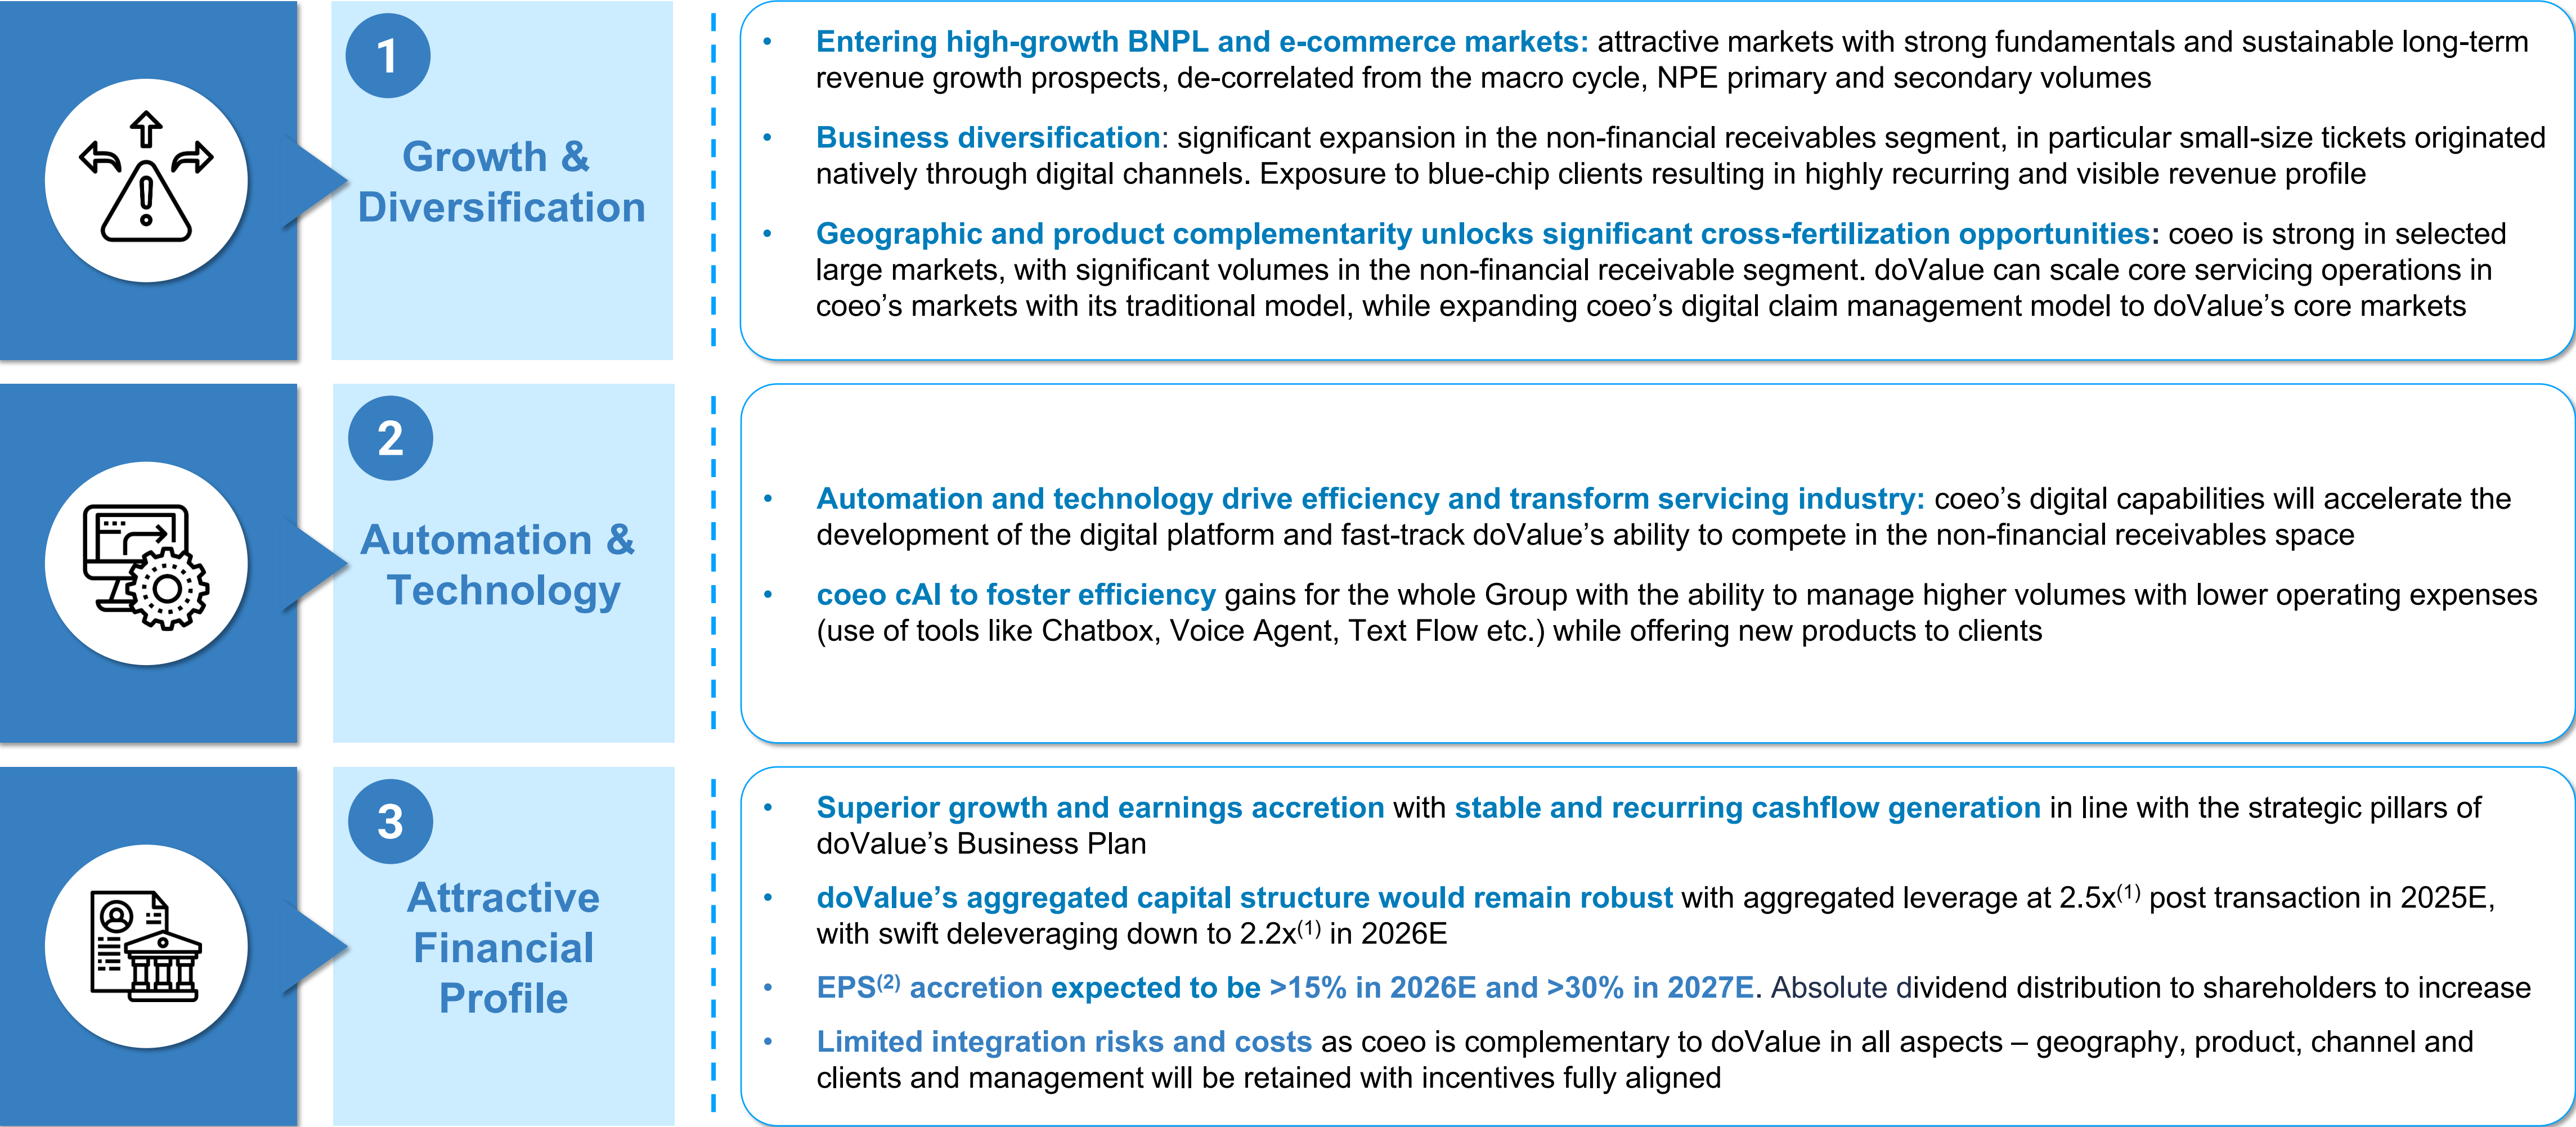 1
Growth &
Diversification
• Entering high-growth BNPL and e-commerce markets: attractive markets with strong fundamentals and sustainable long-term
revenue growth prospects, de-correlated from the macro cycle, NPE primary and secondary volumes
• Business diversification: significant expansion in the non-financial receivables segment, in particular small-size tickets originated
natively through digital channels. Exposure to blue-chip clients resulting in highly recurring and visible revenue profile
• Geographic and product complementarity unlocks significant cross-fertilization opportunities: coeo is strong in selected
large markets, with significant volumes in the non-financial receivable segment. doValue can scale core servicing operations in
coeo’s markets with its traditional model, while expanding coeo’s digital claim management model to doValue’s core markets
2
Automation &
Technology
• Automation and technology drive efficiency and transform servicing industry: coeo’s digital capabilities will accelerate the
development of the digital platform and fast-track doValue’s ability to compete in the non-financial receivables space
• coeo cAI to foster efficiency gains for the whole Group with the ability to manage higher volumes with lower operating expenses
(use of tools like Chatbox, Voice Agent, Text Flow etc.) while offering new products to clients
3
Attractive
Financial
Profile
• Superior growth and earnings accretion with stable and recurring cashflow generation in line with the strategic pillars of
doValue’s Business Plan
• doValue’s aggregated capital structure would remain robust with aggregated leverage at 2.5x(1) post transaction in 2025E,
with swift deleveraging down to 2.2x(1) in 2026E
• EPS(2) accretion expected to be >15% in 2026E and >30% in 2027E. Absolute dividend distribution to shareholders to increase
• Limited integration risks and costs as coeo is complementary to doValue in all aspects – geography, product, channel and
clients and management will be retained with incentives fully aligned